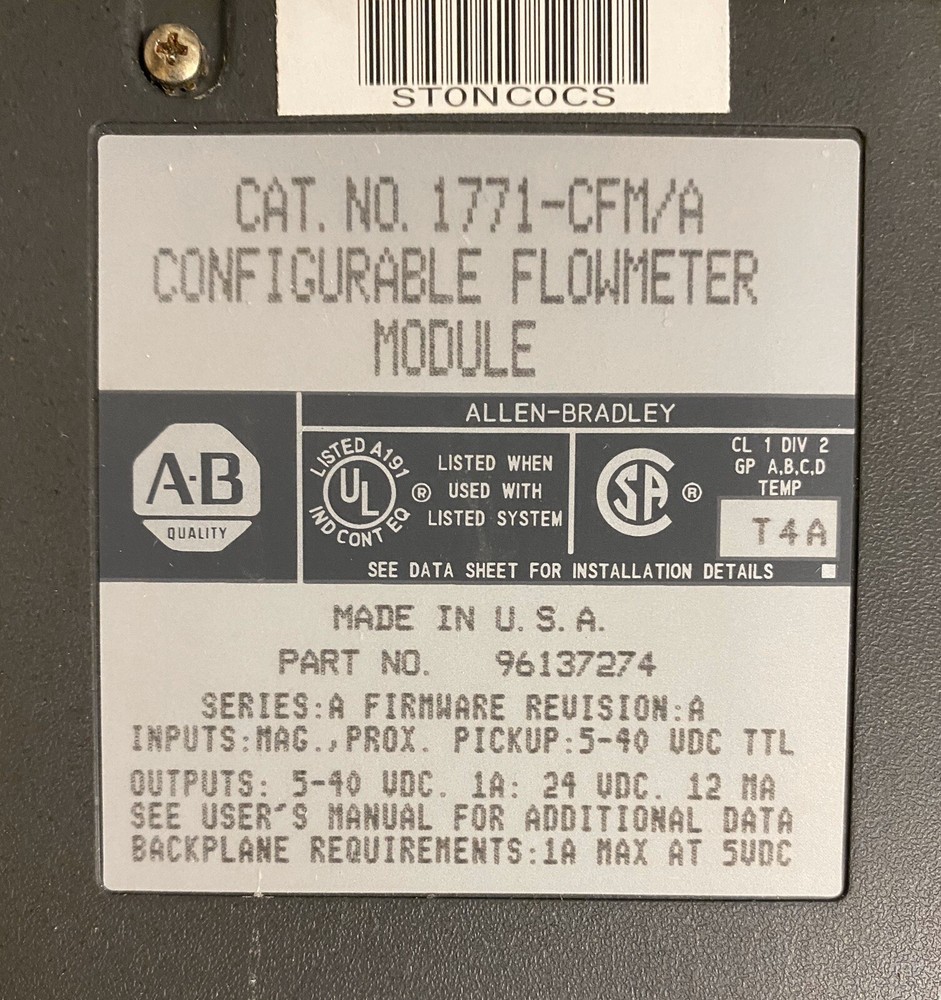 STONCOCS
CAT. NO. 1771-CFM/A
CONFIGURABLE FLOWMETER
MODULE
ALLEN-BRADLEY
A-B
QUALITY
LISTED A191
UL
IND CONT EQ
®
LISTED WHEN
USED WITH
LISTED SYSTEM
SA
®
CL 1 DIV 2
GP A,B,C,D
TEMP
T4A
SEE DATA SHEET FOR INSTALLATION DETAILS
MADE IN U.S.A.
PART NO. 96137274
SERIES:A FIRMWARE REVISION:A
INPUTS:MAG.,PROX. PICKUP:5-40 VDC TTL
OUTPUTS: 5-40 VDC. 1A: 24 VDC. 12 MA
SEE USER'S MANUAL FOR ADDITIONAL DATA
BACKPLANE REQUIREMENTS:1A MAX AT 5VDC